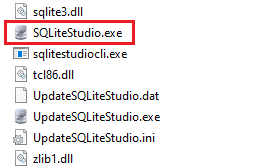 sqlite3.dll
SQLiteStudio.exe
sqlitestudiocli.exe
tcl86.dll
UpdateSQLiteStudio.dat
UpdateSQLiteStudio.exe
UpdateSQLiteStudio.ini
zlib1.dll